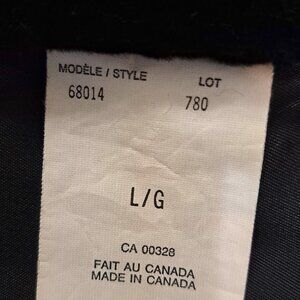 MODÈLE / STYLE LOT
68014 780
L/G
CA 00328
FAIT AU CANADA
MADE IN CANADA